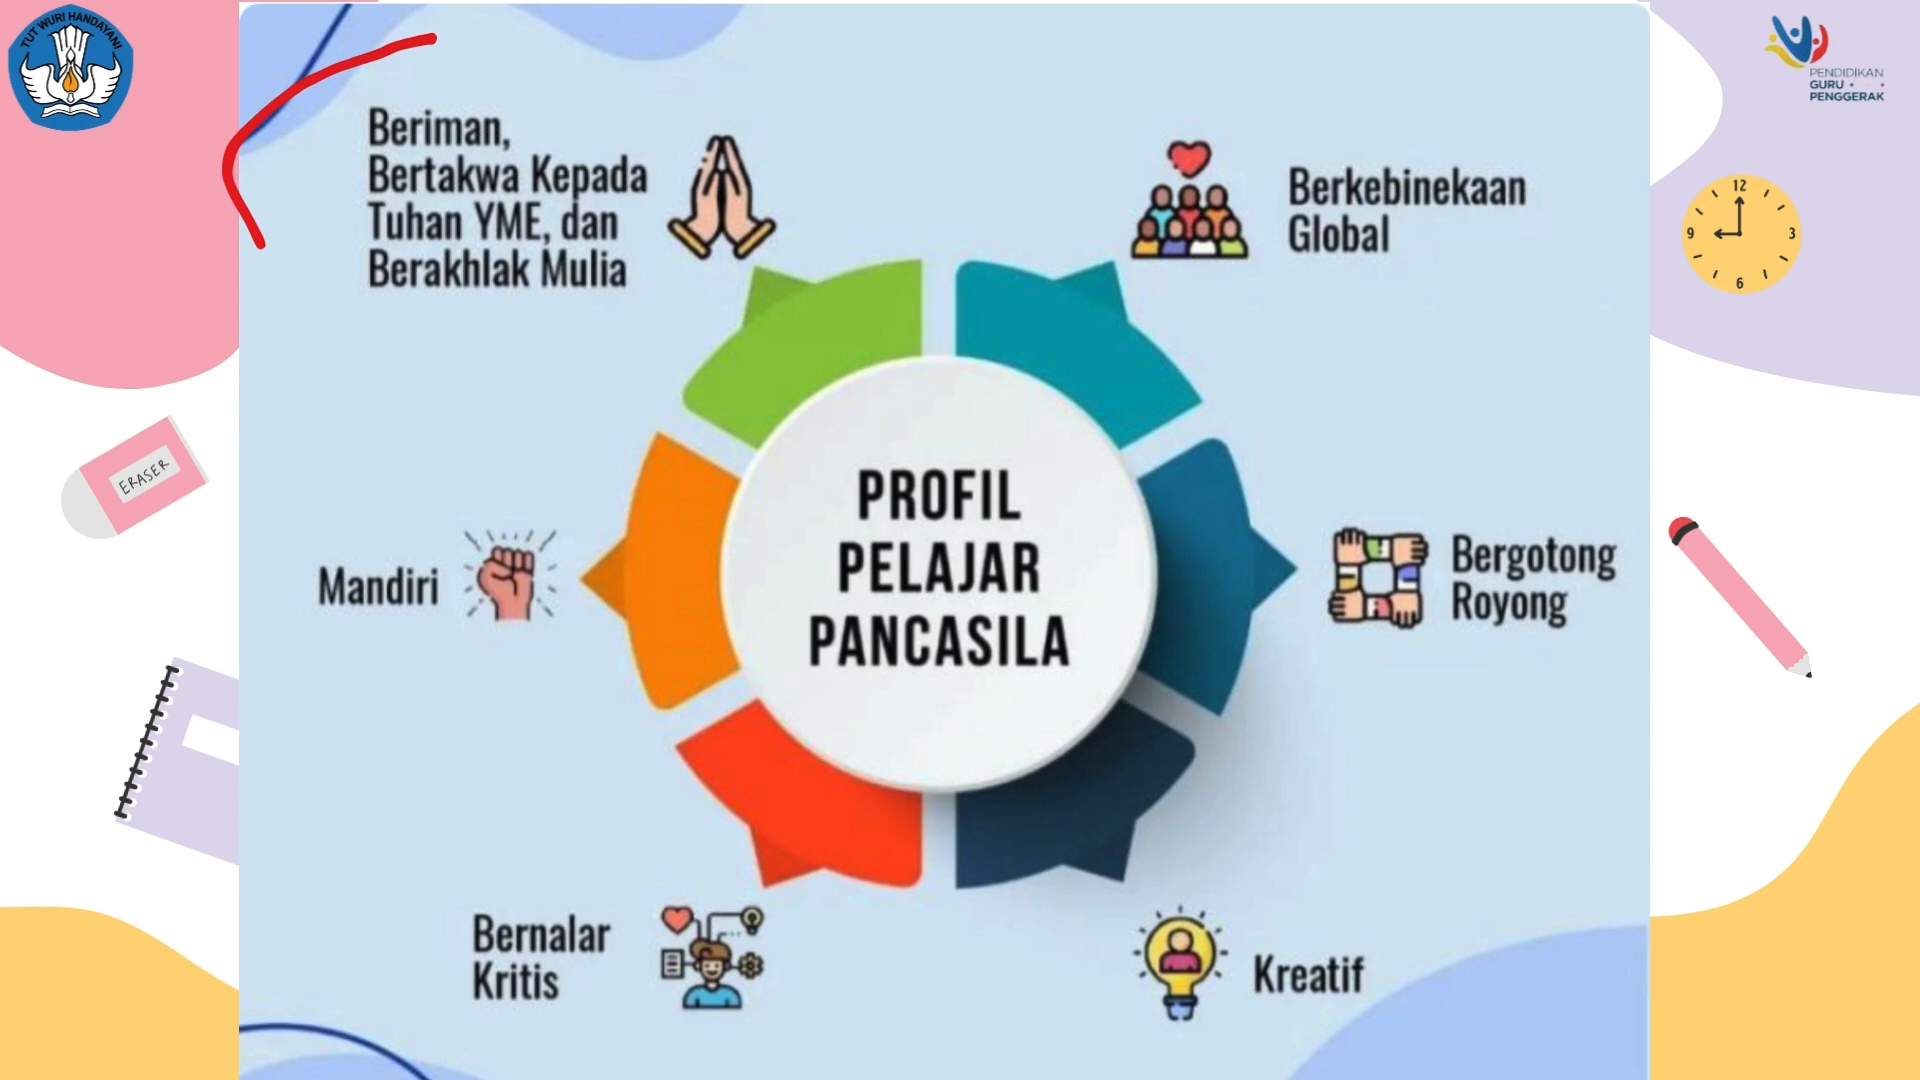 TUT WURI HANDAYANI
PENDIDIKAN
GURU
PENGGERAK
Beriman,
Bertakwa Kepada
Tuhan YME, dan
Berakhlak Mulia
Berkebinekaan
Global
12
9
3
6
ERASER
PROFIL
PELAJAR
PANCASILA
Mandiri
Bergotong
Royong
Bernalar
Kritis
Kreatif